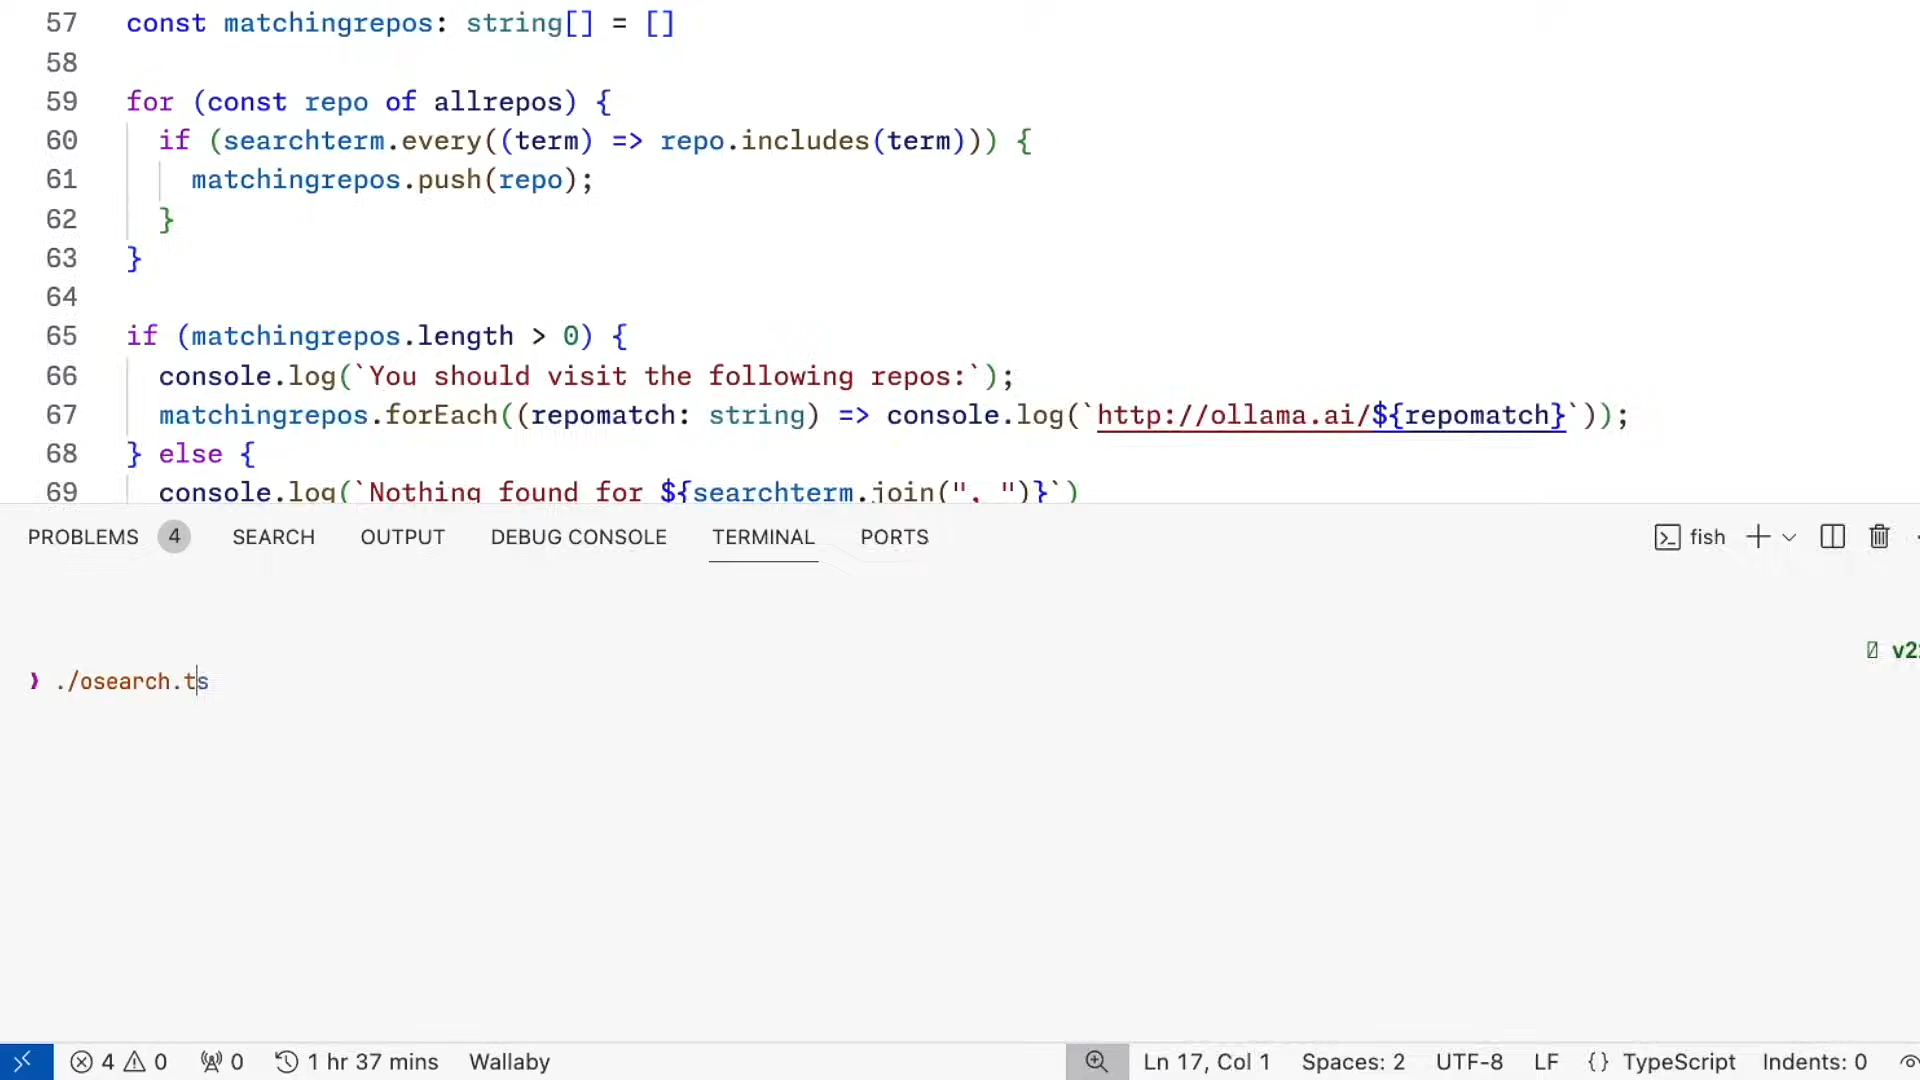 57 const matchingrepos: string[] = []
58
59 for (const repo of allrepos) {
60 if (searchterm.every((term) => repo.includes(term))) {
61 matchingrepos.push(repo);
62 }
63 }
64
65 if (matchingrepos.length > 0) {
66 console.log(`You should visit the following repos:`);
67 matchingrepos.forEach((repomatch: string) => console.log(`http://ollama.ai/${repomatch}`));
68 } else {
69 console.log(`Nothing found for ${searchterm.join(", ")}`)
PROBLEMS 4 SEARCH OUTPUT DEBUG CONSOLE TERMINAL PORTS fish
❯ ./osearch.ts
4 0 0 1 hr 37 mins Wallaby Ln 17, Col 1 Spaces: 2 UTF-8 LF {} TypeScript Indents: 0